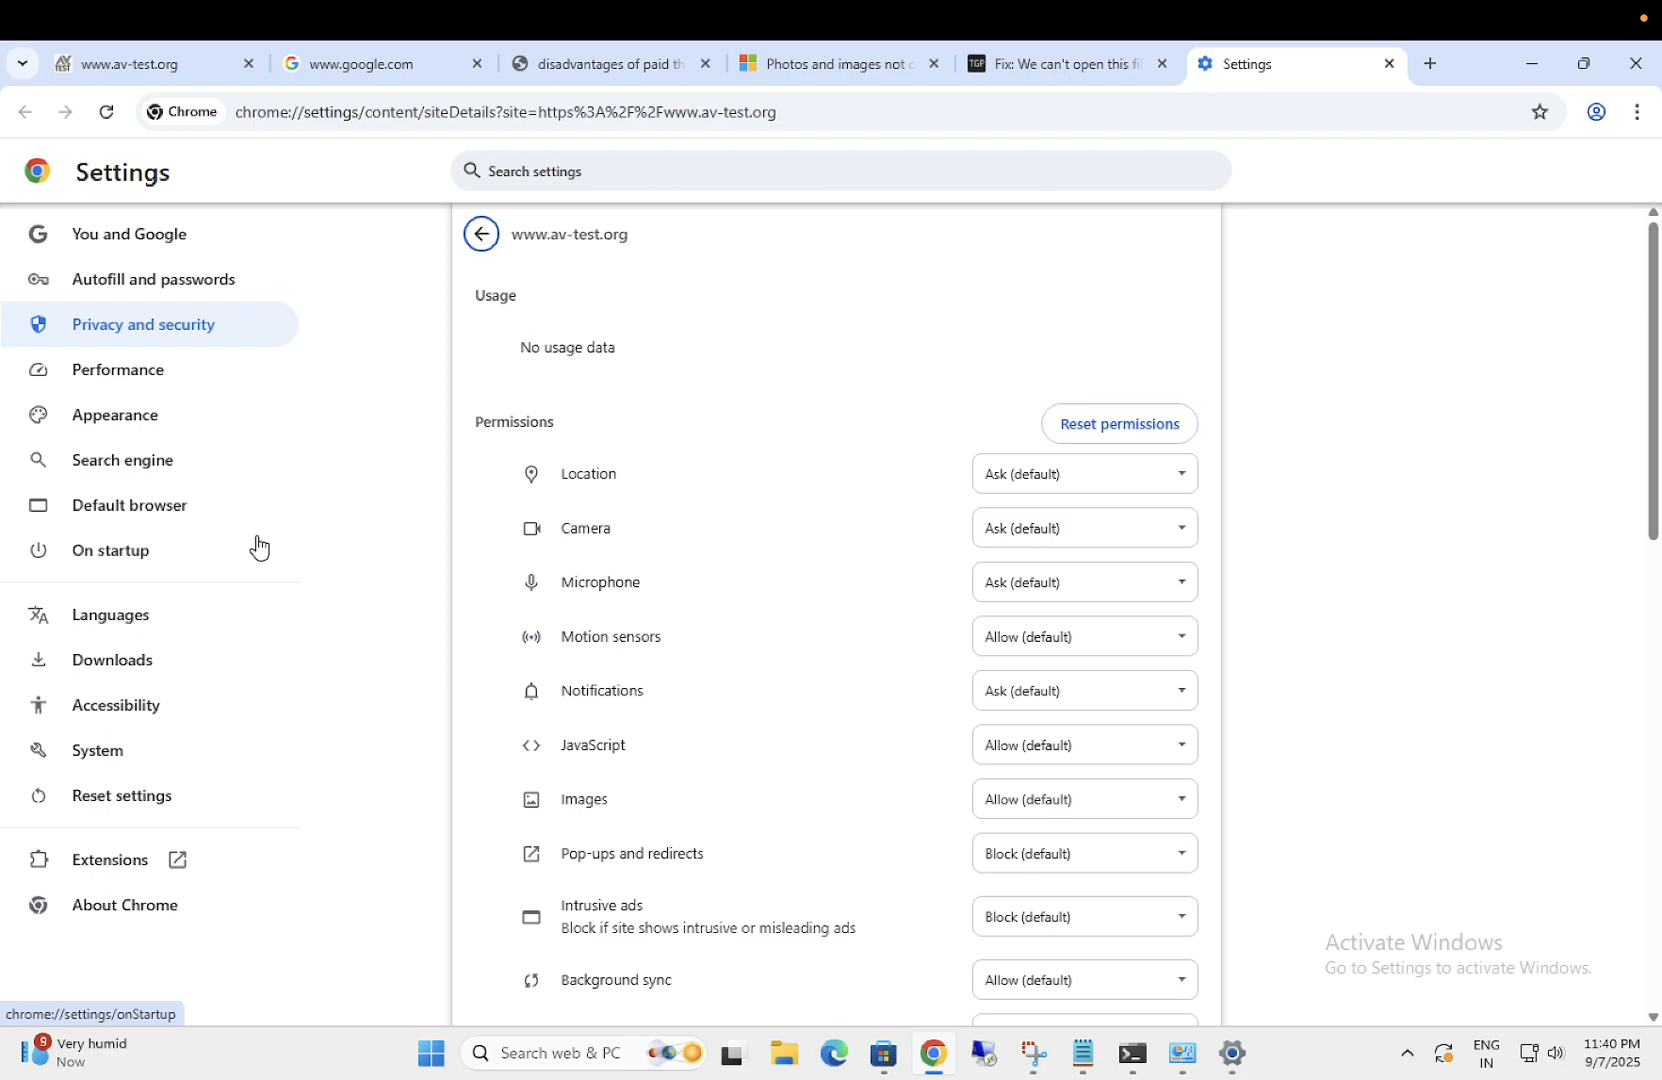 www.av-test.org
www.google.com
disadvantages of paid th
Photos and images not o
Fix: We can't open this fil
Settings
Chrome
chrome://settings/content/siteDetails?site=https%3A%2F%2Fwww.av-test.org
Settings
Search settings
You and Google
Autofill and passwords
Privacy and security
Performance
Appearance
Search engine
Default browser
On startup
Languages
Downloads
Accessibility
System
Reset settings
Extensions
About Chrome
www.av-test.org
Usage
No usage data
Permissions
Reset permissions
Location Ask (default)
Camera Ask (default)
Microphone Ask (default)
Motion sensors Allow (default)
Notifications Ask (default)
JavaScript Allow (default)
Images Allow (default)
Pop-ups and redirects Block (default)
Intrusive ads
Block if site shows intrusive or misleading ads
Block (default)
Background sync Allow (default)
Activate Windows
Go to Settings to activate Windows.
chrome://settings/onStartup
9
Very humid
Now
Search web & PC
ENG
IN
11:40 PM
9/7/2025